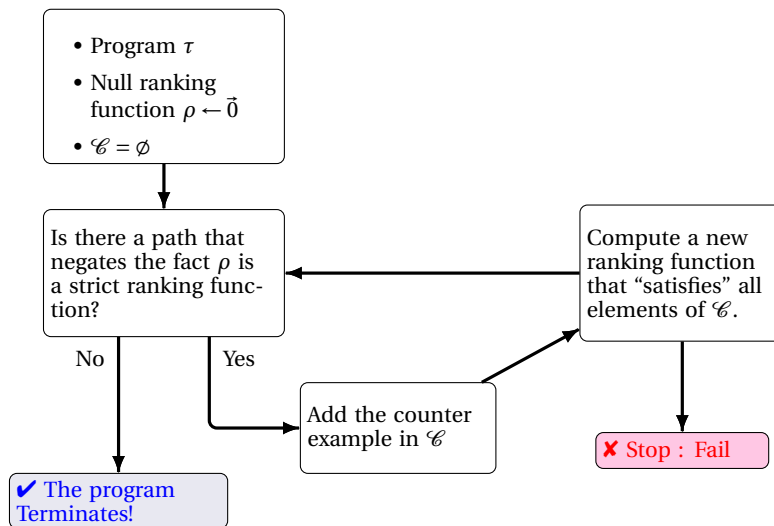 • Program τ
• Null ranking
function ρ ← 0⃗
• 𝒞 = ∅
Is there a path that
negates the fact ρ is
a strict ranking func-
tion?
Compute a new
ranking function
that “satisfies” all
elements of 𝒞.
No
Yes
Add the counter
example in 𝒞
✘ Stop : Fail
✔ The program
Terminates!